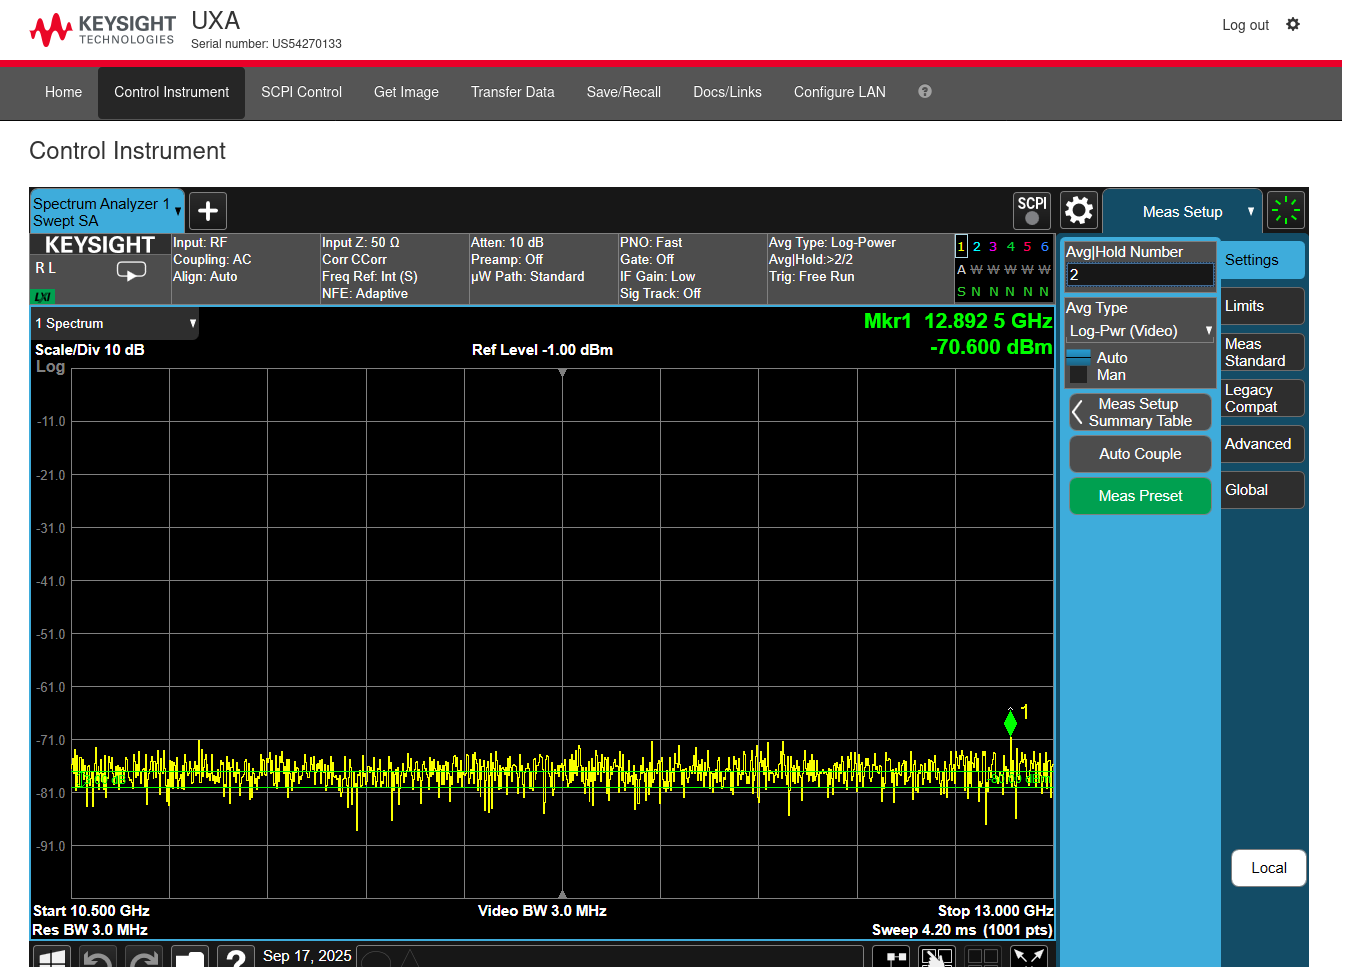 KEYSIGHT
TECHNOLOGIES
UXA
Serial number: US54270133
Log out
Home
Control Instrument
SCPI Control
Get Image
Transfer Data
Save/Recall
Docs/Links
Configure LAN
?
Control Instrument
Spectrum Analyzer 1
Swept SA
+
SCPI
Meas Setup
KEYSIGHT
R L
LXI
Input: RF
Coupling: AC
Align: Auto
Input Z: 50 Ω
Corr CCorr
Freq Ref: Int (S)
NFE: Adaptive
Atten: 10 dB
Preamp: Off
µW Path: Standard
PNO: Fast
Gate: Off
IF Gain: Low
Sig Track: Off
Avg Type: Log-Power
Avg|Hold:>2/2
Trig: Free Run
1 2 3 4 5 6
A W W W W W
S N N N N N
1 Spectrum
Scale/Div 10 dB
Log
Ref Level -1.00 dBm
Mkr1 12.892 5 GHz
-70.600 dBm
-11.0
-21.0
-31.0
-41.0
-51.0
-61.0
-71.0
-81.0
-91.0
1
Start 10.500 GHz
Res BW 3.0 MHz
Video BW 3.0 MHz
Stop 13.000 GHz
Sweep 4.20 ms (1001 pts)
Avg|Hold Number
2
Avg Type
Log-Pwr (Video)
Auto
Man
Meas Setup
Summary Table
Auto Couple
Meas Preset
Settings
Limits
Meas
Standard
Legacy
Compat
Advanced
Global
Local
?
Sep 17, 2025